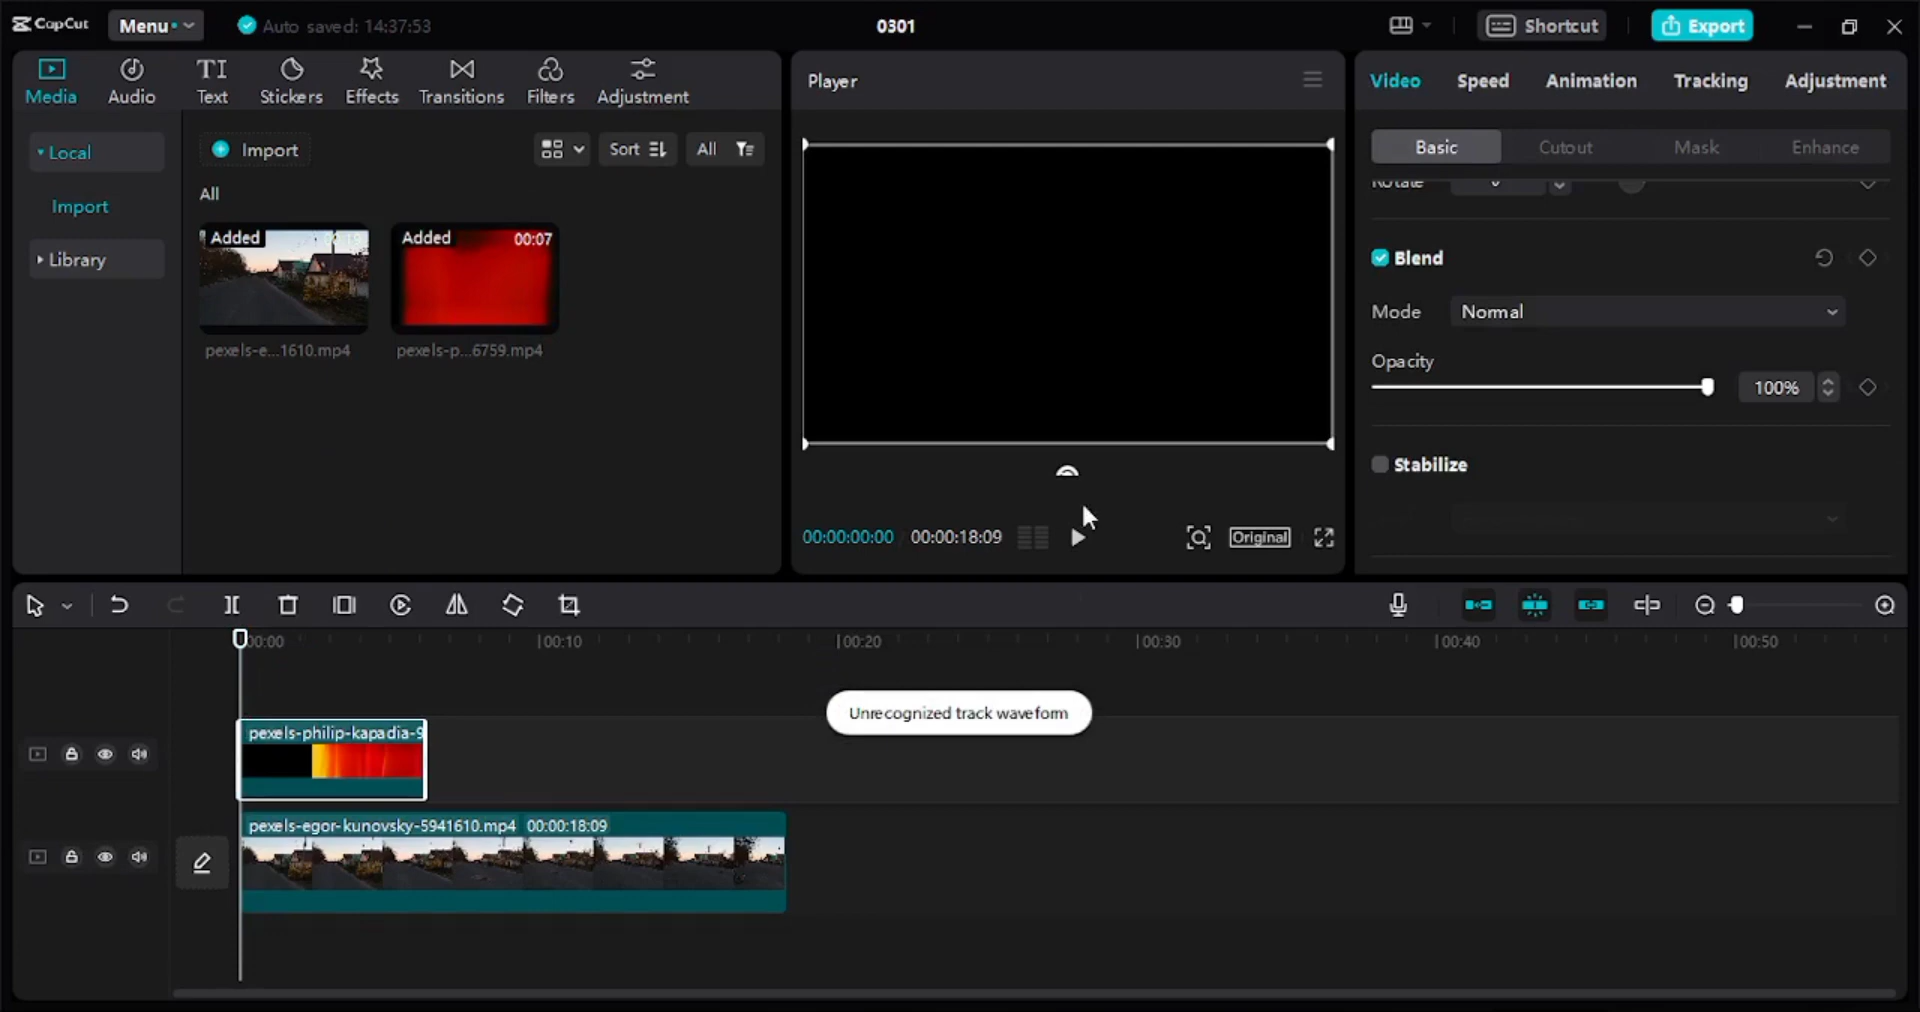 CapCut Menu Auto saved: 14:37:53 0301 Shortcut Export
Media Audio Text Stickers Effects Transitions Filters Adjustment
Local
Import
Library
Import Sort All
All
Added Added 00:07
pexels-e...1610.mp4 pexels-p...6759.mp4
Player
00:00:00:00 00:00:18:09 Original
Video Speed Animation Tracking Adjustment
Basic Cutout Mask Enhance
Rotate
Blend
Mode Normal
Opacity
100%
Stabilize
00:00 00:10 00:20 00:30 00:40 00:50
Unrecognized track waveform
pexels-philip-kapadia-9
pexels-egor-kunovsky-5941610.mp4 00:00:18:09